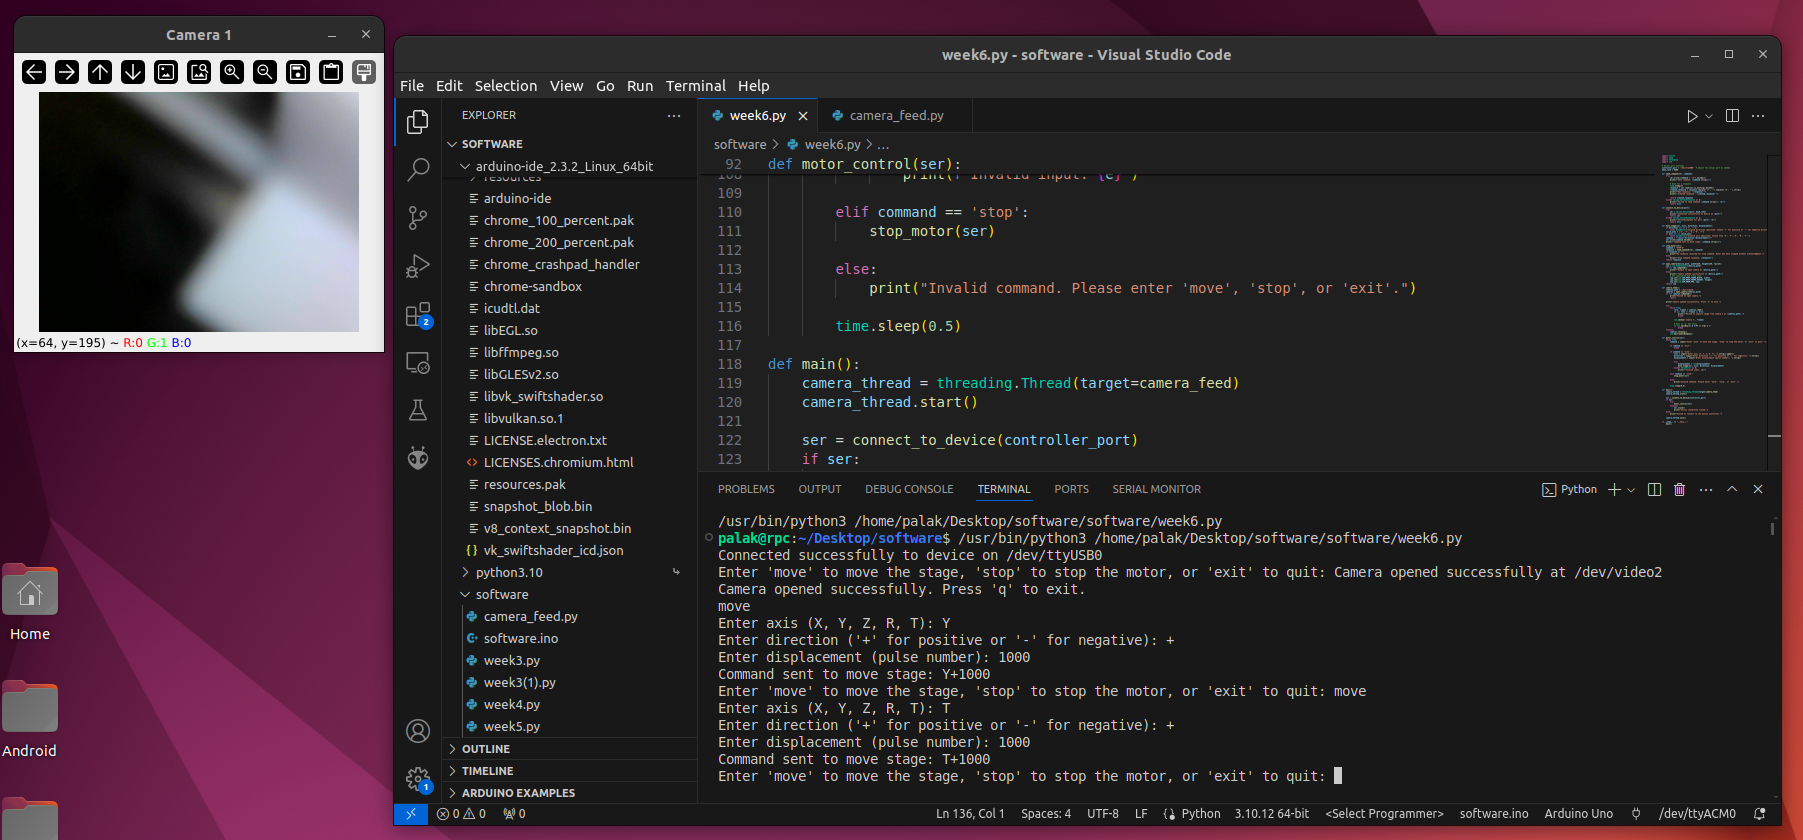 Camera 1
(x=64, y=195) ~ R:0 G:1 B:0
Home
Android
week6.py - software - Visual Studio Code
File Edit Selection View Go Run Terminal Help
EXPLORER
SOFTWARE
arduino-ide_2.3.2_Linux_64bit
resources
arduino-ide
chrome_100_percent.pak
chrome_200_percent.pak
chrome_crashpad_handler
chrome-sandbox
icudtl.dat
libEGL.so
libffmpeg.so
libGLESv2.so
libvk_swiftshader.so
libvulkan.so.1
LICENSE.electron.txt
LICENSES.chromium.html
resources.pak
snapshot_blob.bin
v8_context_snapshot.bin
vk_swiftshader_icd.json
python3.10
software
camera_feed.py
software.ino
week3.py
week3(1).py
week4.py
week5.py
OUTLINE
TIMELINE
ARDUINO EXAMPLES
2
1
week6.py camera_feed.py
software > week6.py > ...
92 def motor_control(ser):
108 print(f"Invalid input: {e}")
109
110 elif command == 'stop':
111 stop_motor(ser)
112
113 else:
114 print("Invalid command. Please enter 'move', 'stop', or 'exit'.")
115
116 time.sleep(0.5)
117
118 def main():
119 camera_thread = threading.Thread(target=camera_feed)
120 camera_thread.start()
121
122 ser = connect_to_device(controller_port)
123 if ser:
PROBLEMS OUTPUT DEBUG CONSOLE TERMINAL PORTS SERIAL MONITOR
Python
/usr/bin/python3 /home/palak/Desktop/software/software/week6.py
palak@rpc:~/Desktop/software$ /usr/bin/python3 /home/palak/Desktop/software/software/week6.py
Connected successfully to device on /dev/ttyUSB0
Enter 'move' to move the stage, 'stop' to stop the motor, or 'exit' to quit: Camera opened successfully at /dev/video2
Camera opened successfully. Press 'q' to exit.
move
Enter axis (X, Y, Z, R, T): Y
Enter direction ('+' for positive or '-' for negative): +
Enter displacement (pulse number): 1000
Command sent to move stage: Y+1000
Enter 'move' to move the stage, 'stop' to stop the motor, or 'exit' to quit: move
Enter axis (X, Y, Z, R, T): T
Enter direction ('+' for positive or '-' for negative): +
Enter displacement (pulse number): 1000
Command sent to move stage: T+1000
Enter 'move' to move the stage, 'stop' to stop the motor, or 'exit' to quit:
0 0 0 Ln 136, Col 1 Spaces: 4 UTF-8 LF Python 3.10.12 64-bit <Select Programmer> software.ino Arduino Uno /dev/ttyACM0